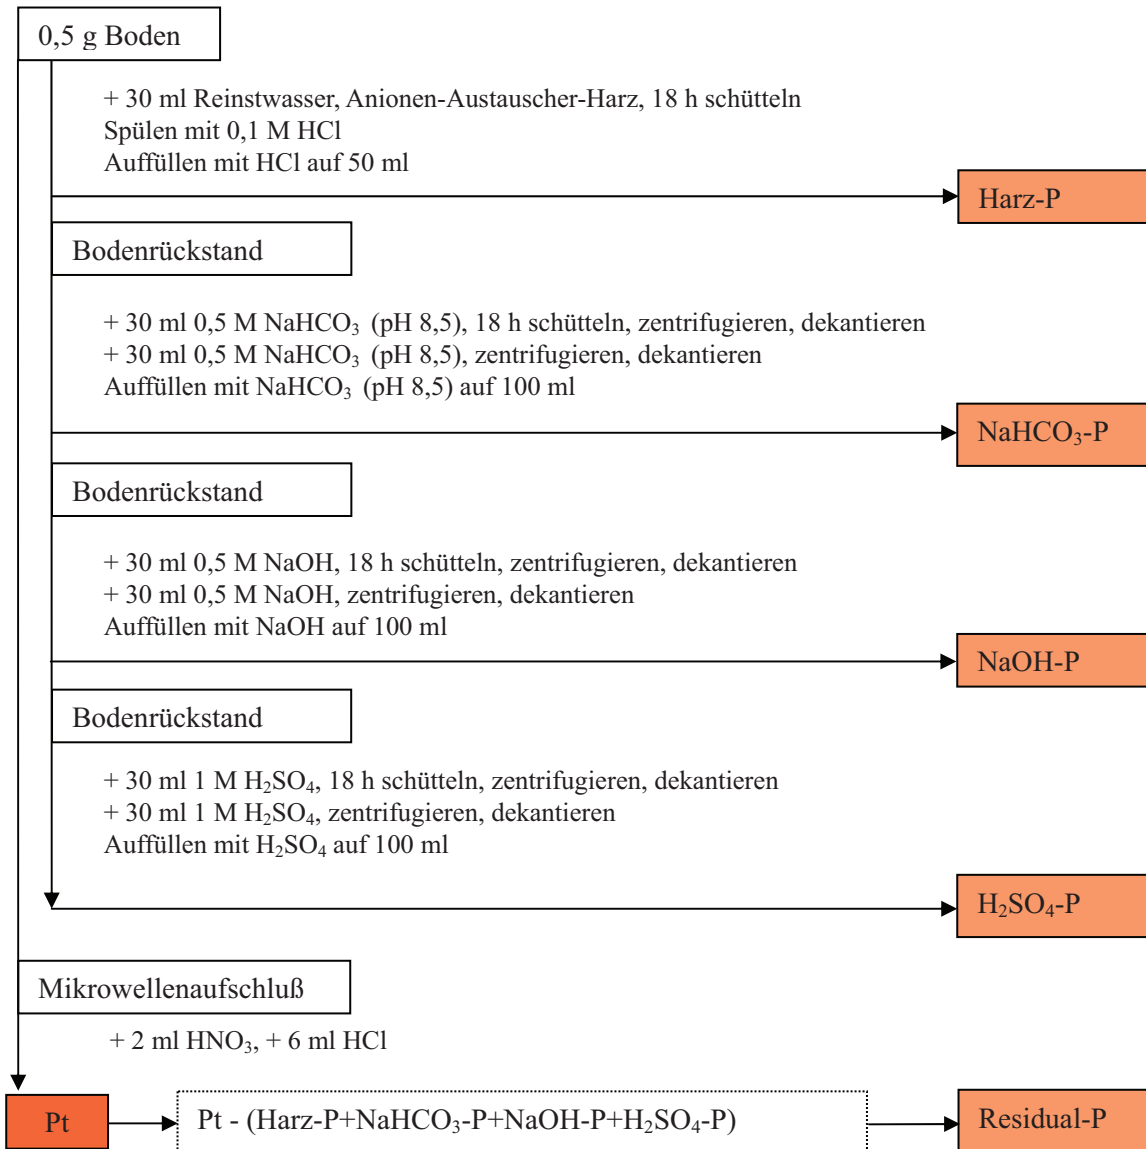 0,5 g Boden
+ 30 ml Reinstwasser, Anionen-Austauscher-Harz, 18 h schütteln
Spülen mit 0,1 M HCl
Auffüllen mit HCl auf 50 ml
Harz-P
Bodenrückstand
+ 30 ml 0,5 M NaHCO₃ (pH 8,5), 18 h schütteln, zentrifugieren, dekantieren
+ 30 ml 0,5 M NaHCO₃ (pH 8,5), zentrifugieren, dekantieren
Auffüllen mit NaHCO₃ (pH 8,5) auf 100 ml
NaHCO₃-P
Bodenrückstand
+ 30 ml 0,5 M NaOH, 18 h schütteln, zentrifugieren, dekantieren
+ 30 ml 0,5 M NaOH, zentrifugieren, dekantieren
Auffüllen mit NaOH auf 100 ml
NaOH-P
Bodenrückstand
+ 30 ml 1 M H₂SO₄, 18 h schütteln, zentrifugieren, dekantieren
+ 30 ml 1 M H₂SO₄, zentrifugieren, dekantieren
Auffüllen mit H₂SO₄ auf 100 ml
H₂SO₄-P
Mikrowellenaufschluß
+ 2 ml HNO₃, + 6 ml HCl
Pt
Pt - (Harz-P+NaHCO₃-P+NaOH-P+H₂SO₄-P)
Residual-P